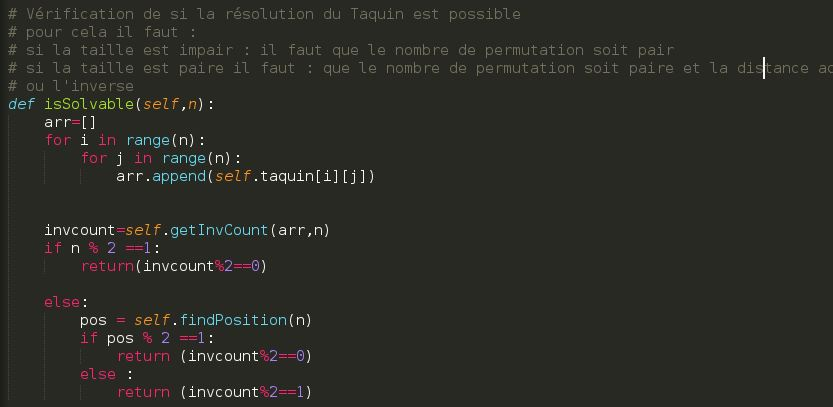 # Vérification de si la résolution du Taquin est possible
# pour cela il faut :
# si la taille est impair : il faut que le nombre de permutation soit pair
# si la taille est paire il faut : que le nombre de permutation soit paire et la distance
# ou l'inverse
def isSolvable(self,n):
    arr=[]
    for i in range(n):
        for j in range(n):
            arr.append(self.taquin[i][j])
    invcount=self.getInvCount(arr,n)
    if n % 2 ==1:
        return(invcount%2==0)
    else:
        pos = self.findPosition(n)
        if pos % 2 ==1:
            return (invcount%2==0)
        else :
            return (invcount%2==1)